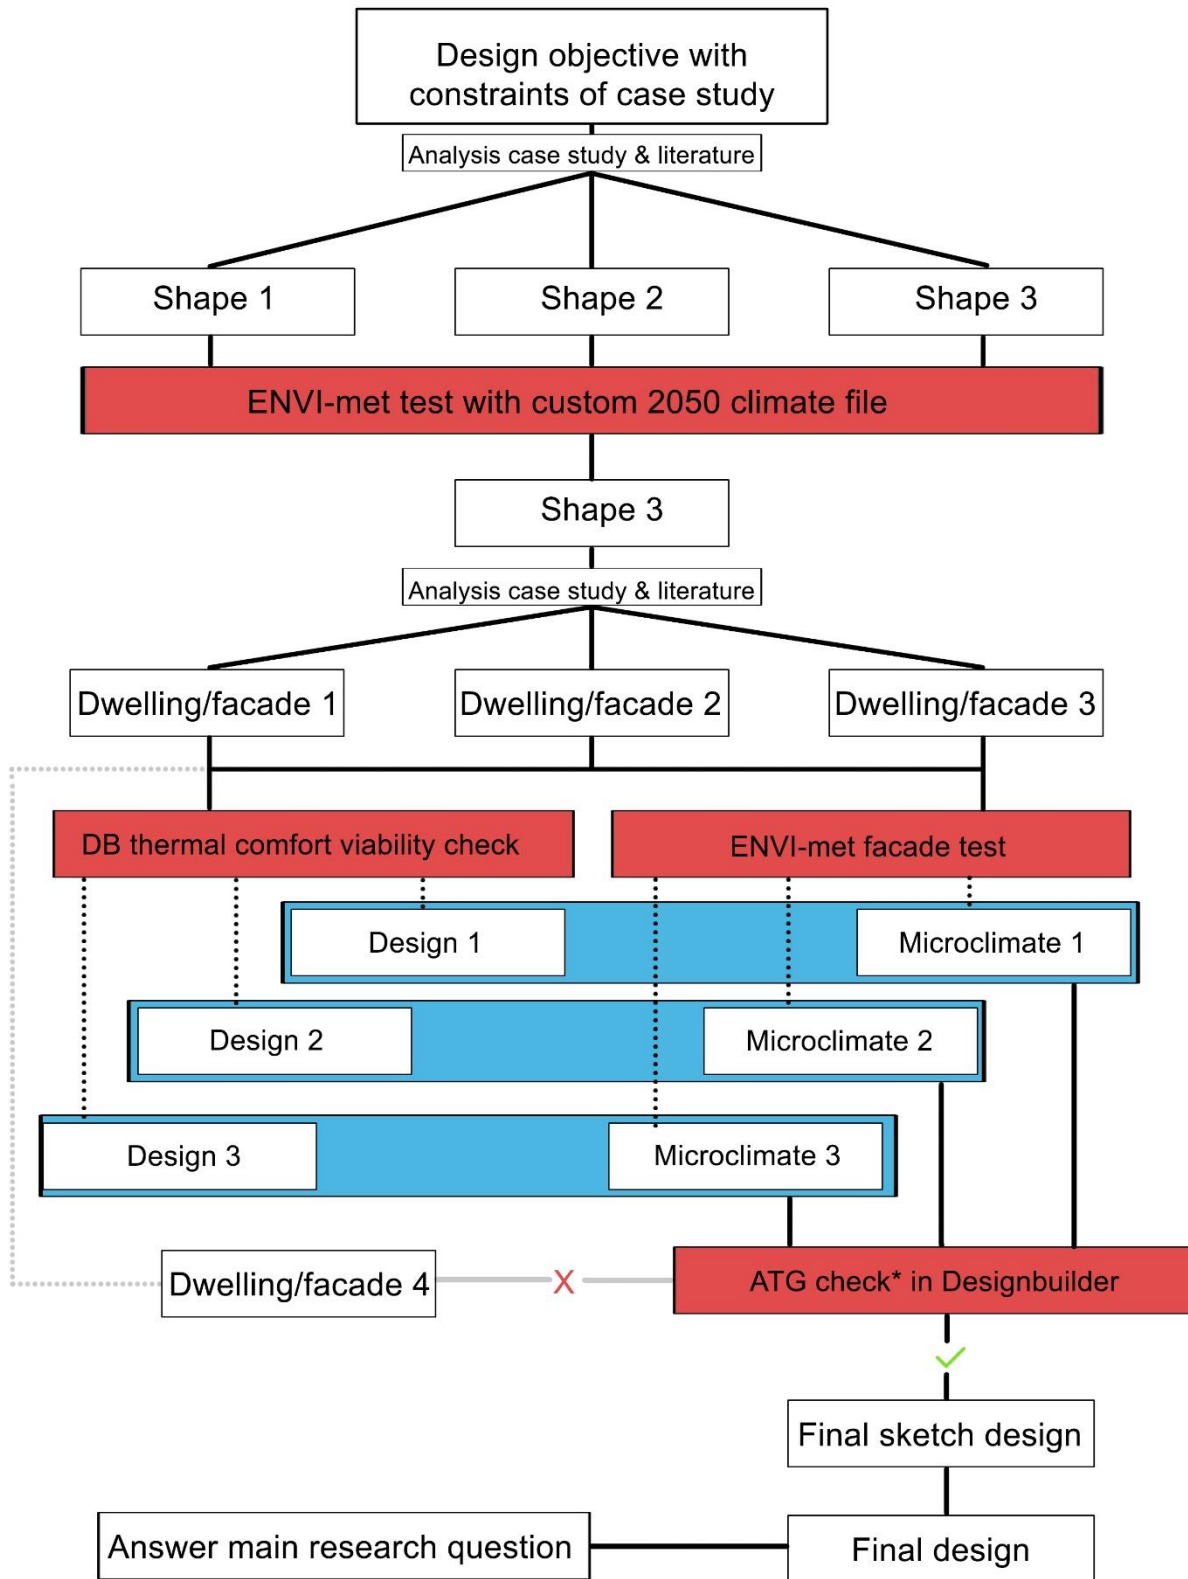 Design objective with
constraints of case study
Analysis case study & literature
Shape 1
Shape 2
Shape 3
ENVI-met test with custom 2050 climate file
Shape 3
Analysis case study & literature
Dwelling/facade 1
Dwelling/facade 2
Dwelling/facade 3
DB thermal comfort viability check
ENVI-met facade test
Design 1
Microclimate 1
Design 2
Microclimate 2
Design 3
Microclimate 3
Dwelling/facade 4
X
ATG check* in Designbuilder
Final sketch design
Answer main research question
Final design